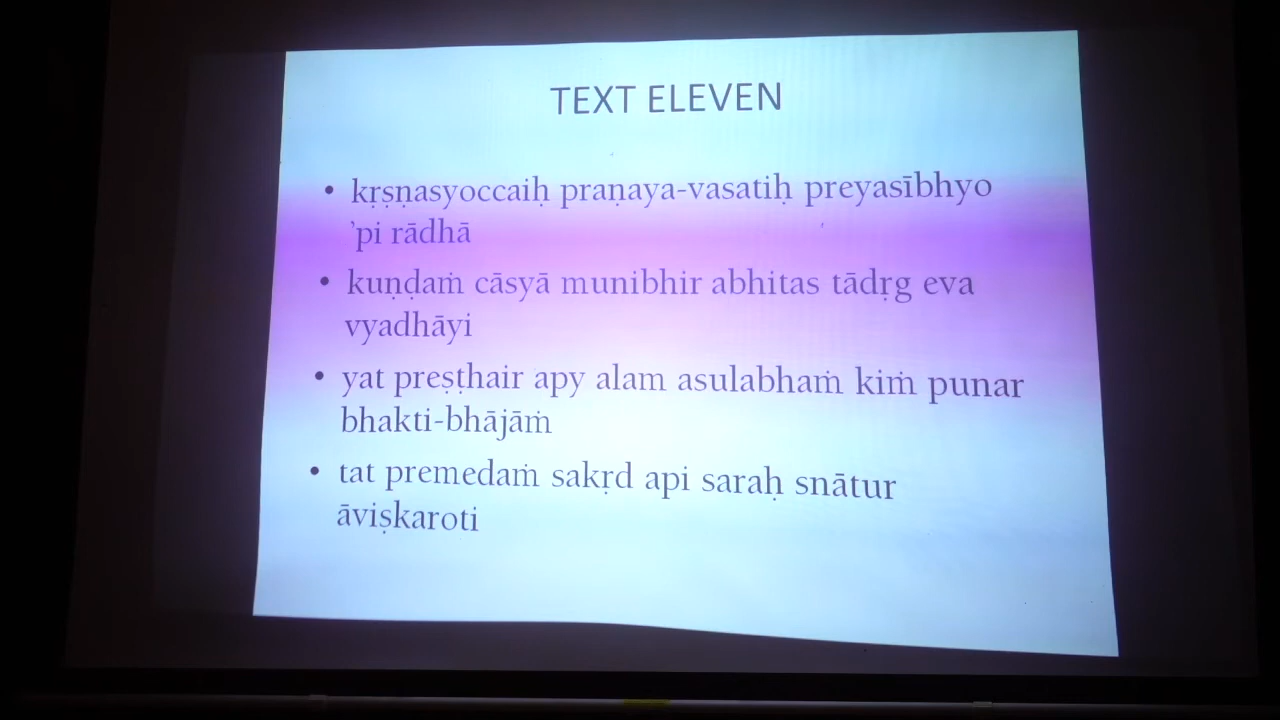 TEXT ELEVEN
• kṛṣṇasyoccaiḥ praṇaya-vasatiḥ preyasībhyo
'pi rādhā
• kuṇḍaṁ cāsyā munibhir abhitas tādṛg eva
vyadhāyi
• yat preṣṭhair apy alam asulabhaṁ kiṁ punar
bhakti-bhājāṁ
• tat premedaṁ sakṛd api saraḥ snātur
āviṣkaroti